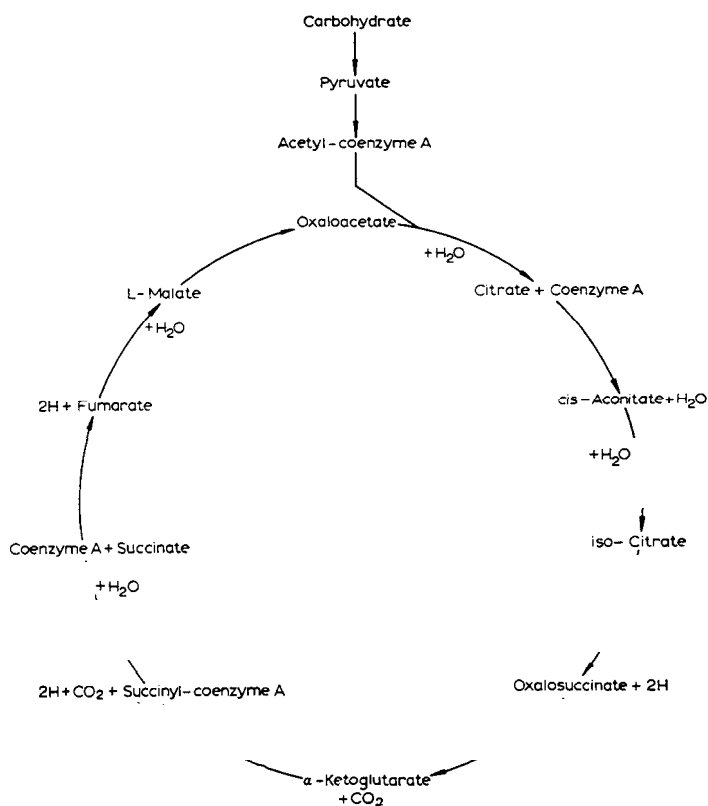 Carbohydrate
Pyruvate
Acetyl-coenzyme A
Oxaloacetate
+H₂O
Citrate + Coenzyme A
L-Malate
+H₂O
2H + Fumarate
cis-Aconitate+H₂O
+H₂O
Coenzyme A + Succinate
iso- Citrate
+H₂O
2H+CO₂ + Succinyl-coenzyme A
Oxalosuccinate + 2H
α-Ketoglutarate
+CO₂